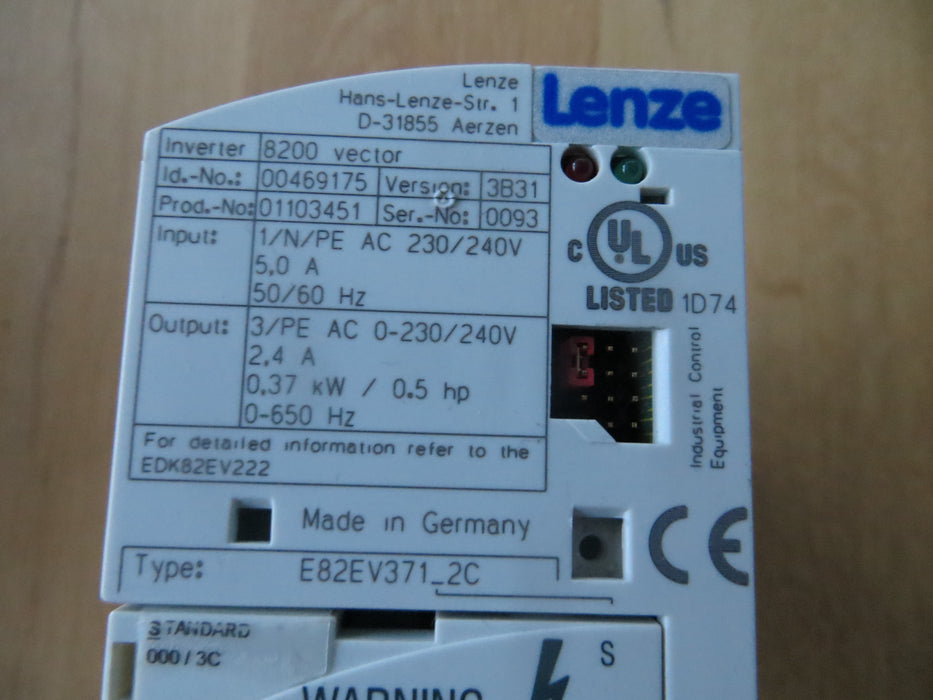 Lenze
Hans-Lenze-Str. 1
D-31855 Aerzen
Lenze
Inverter 8200 vector
Id.-No.: 00469175 Version: 3B31
Prod.-No: 01103451 Ser.-No: 0093
Input: 1/N/PE AC 230/240V
5,0 A
50/60 Hz
Output: 3/PE AC 0-230/240V
2,4 A
0.37 kW / 0.5 hp
0-650 Hz
For detailed information refer to the
EDK82EV222
C UL US
LISTED 1D74
Industrial Control
Equipment
Made in Germany
CE
Type: E82EV371_2C
STANDARD
000 / 3C
S
WARNING